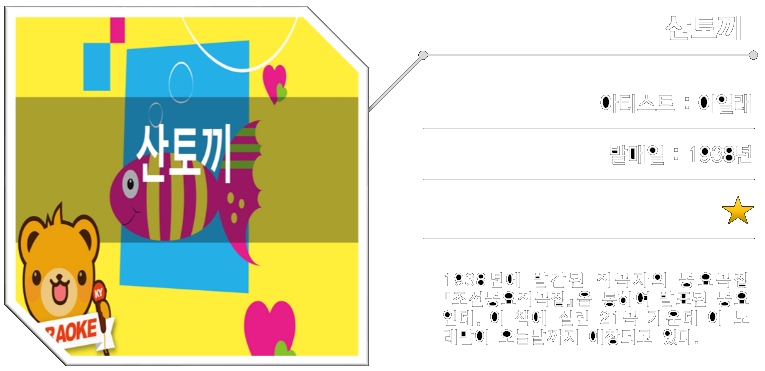 산토끼
산토끼
RAOKE
KY
아티스트 : 이일래
발매일 : 1938년
1938년에 발간된 작곡자의 동요곡집
『조선동요작곡집』을 통하여 발표된 동요
인데, 이 책에 실린 21곡 가운데 이 노
래만이 오늘날까지 애창되고 있다.